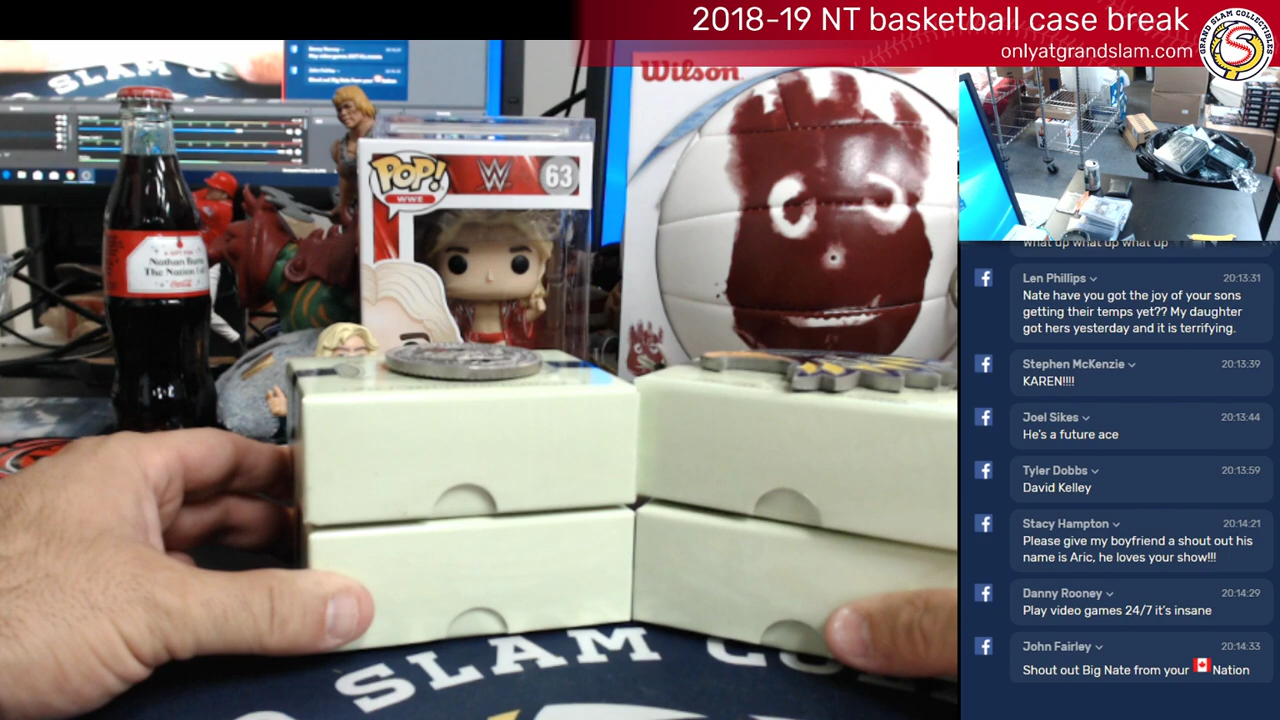 2018-19 NT basketball case break
onlyatgrandslam.com
GRAND SLAM COLLECTIBLES
SLAM
Wilson
POP!
WWE
W
63
Nathan Burns
The Nation
Coca-Cola
SLAM CO
what up what up what up
Len Phillips
20:13:31
Nate have you got the joy of your sons
getting their temps yet?? My daughter
got hers yesterday and it is terrifying.
Stephen McKenzie
20:13:39
KAREN!!!!
Joel Sikes
20:13:44
He's a future ace
Tyler Dobbs
20:13:59
David Kelley
Stacy Hampton
20:14:21
Please give my boyfriend a shout out his
name is Aric, he loves your show!!!
Danny Rooney
20:14:29
Play video games 24/7 it's insane
John Fairley
20:14:33
Shout out Big Nate from your 🇨🇦 Nation